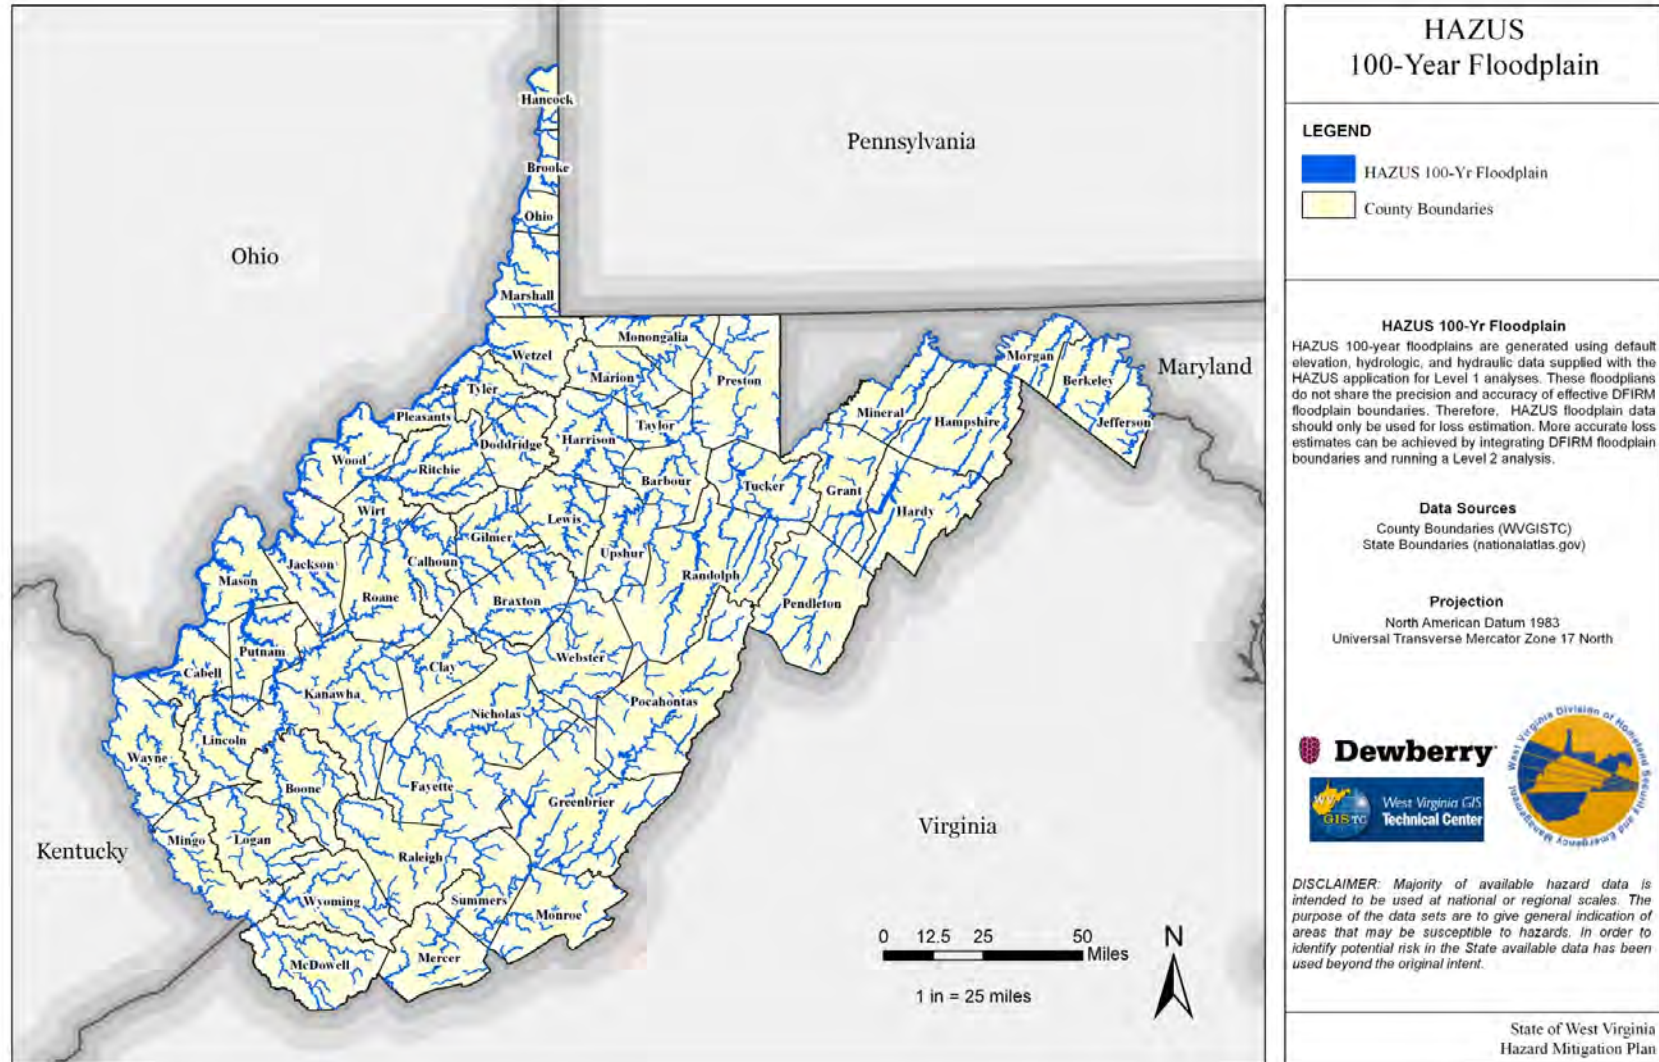 Pennsylvania
Ohio
Maryland
Kentucky
Virginia
Hancock
Brooke
Ohio
Marshall
Wetzel
Monongalia
Marion
Preston
Tyler
Pleasants
Doddridge
Harrison
Taylor
Wood
Ritchie
Barbour
Tucker
Mineral
Hampshire
Morgan
Berkeley
Jefferson
Grant
Hardy
Wirt
Lewis
Gilmer
Upshur
Randolph
Pendleton
Jackson
Calhoun
Mason
Roane
Braxton
Putnam
Clay
Webster
Cabell
Kanawha
Nicholas
Pocahontas
Lincoln
Wayne
Boone
Fayette
Greenbrier
Mingo
Logan
Raleigh
Wyoming
Summers
Monroe
McDowell
Mercer
0 12.5 25 50
Miles
1 in = 25 miles
N
HAZUS
100-Year Floodplain
LEGEND
HAZUS 100-Yr Floodplain
County Boundaries
HAZUS 100-Yr Floodplain
HAZUS 100-year floodplains are generated using default
elevation, hydrologic, and hydraulic data supplied with the
HAZUS application for Level 1 analyses. These floodplians
do not share the precision and accuracy of effective DFIRM
floodplain boundaries. Therefore, HAZUS floodplain data
should only be used for loss estimation. More accurate loss
estimates can be achieved by integrating DFIRM floodplain
boundaries and running a Level 2 analysis.
Data Sources
County Boundaries (WVGISTC)
State Boundaries (nationalatlas.gov)
Projection
North American Datum 1983
Universal Transverse Mercator Zone 17 North
Dewberry
WV
GISTC
West Virginia GIS
Technical Center
West Virginia Division of Homeland Security and Emergency Management
DISCLAIMER: Majority of available hazard data is
intended to be used at national or regional scales. The
purpose of the data sets are to give general indication of
areas that may be susceptible to hazards. In order to
identify potential risk in the State available data has been
used beyond the original intent.
State of West Virginia
Hazard Mitigation Plan